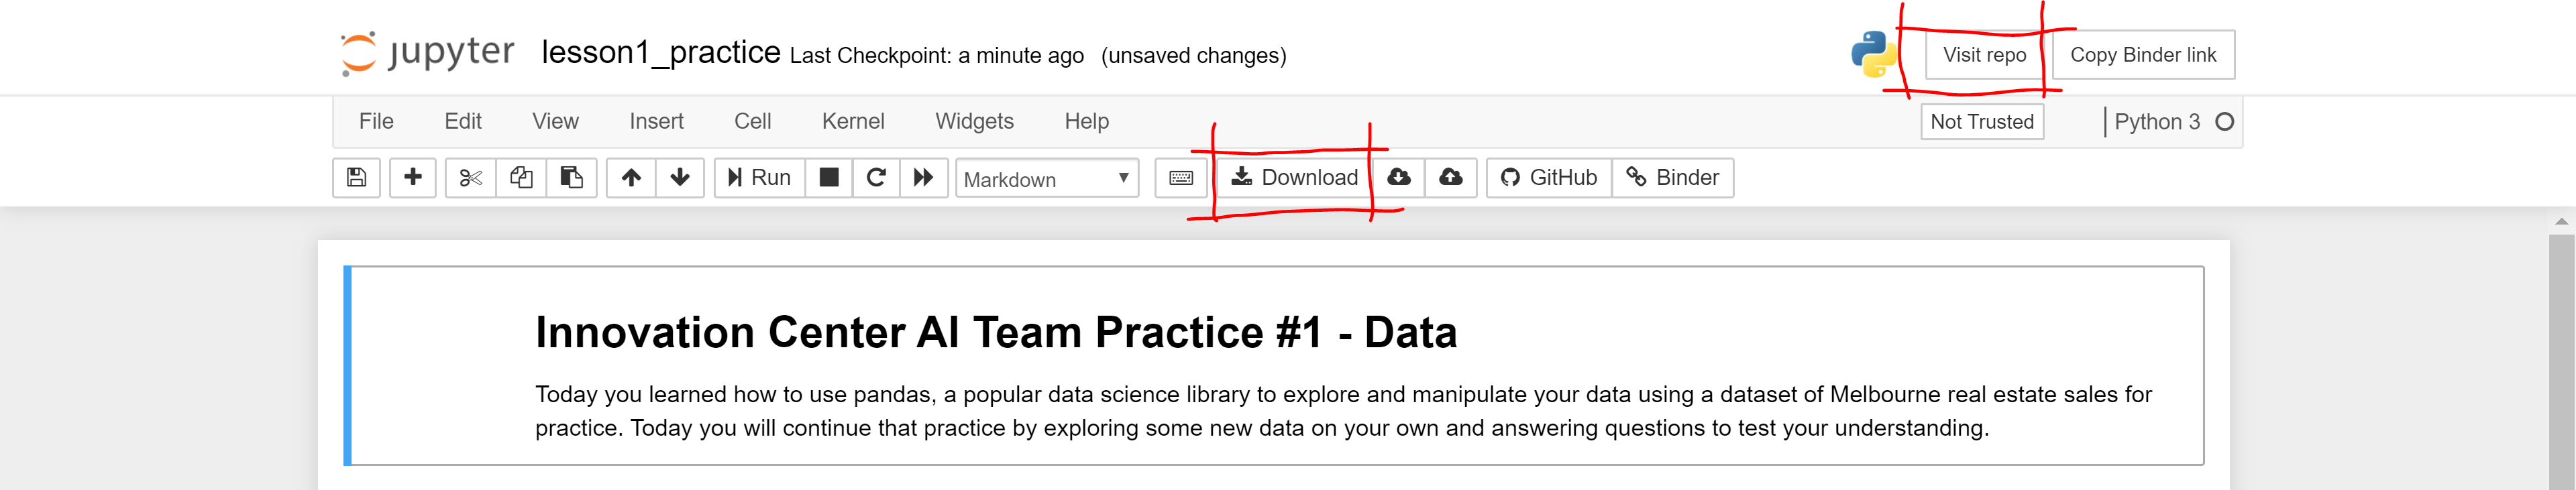 jupyter lesson1_practice Last Checkpoint: a minute ago (unsaved changes) Visit repo Copy Binder link
File Edit View Insert Cell Kernel Widgets Help Not Trusted Python 3
Run Markdown Download GitHub Binder
Innovation Center AI Team Practice #1 - Data
Today you learned how to use pandas, a popular data science library to explore and manipulate your data using a dataset of Melbourne real estate sales for
practice. Today you will continue that practice by exploring some new data on your own and answering questions to test your understanding.